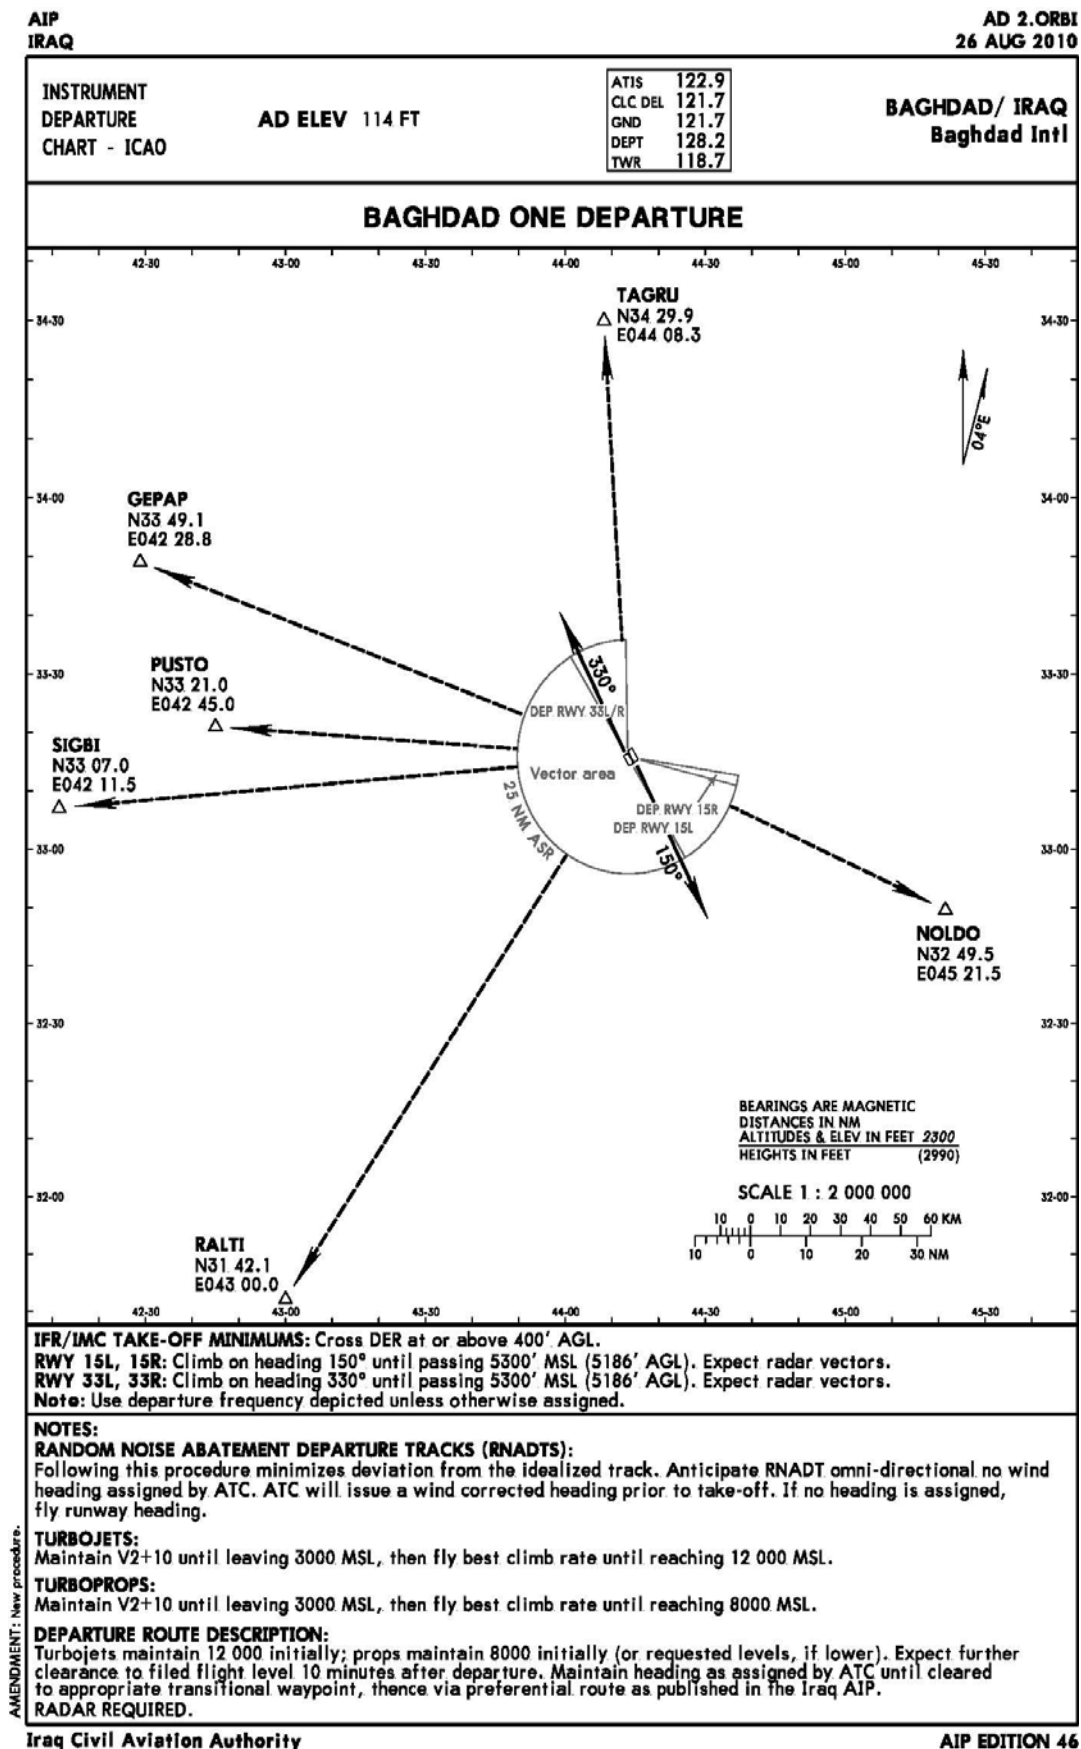 AIP
IRAQ
AD 2.ORBI
26 AUG 2010
INSTRUMENT
DEPARTURE
CHART - ICAO
AD ELEV 114 FT
ATIS 122.9
CLC DEL 121.7
GND 121.7
DEPT 128.2
TWR 118.7
BAGHDAD/ IRAQ
Baghdad Intl
BAGHDAD ONE DEPARTURE
42-30 43-00 43-30 44-00 44-30 45-00 45-30
TAGRU
N34 29.9
E044 08.3
34-30 34-30
04°E
34-00 34-00
GEPAP
N33 49.1
E042 28.8
33-30 33-30
PUSTO
N33 21.0
E042 45.0
330°
DEP RWY 33L/R
SIGBI
N33 07.0
E042 11.5
Vector area
25 NM ASR
DEP RWY 15R
DEP RWY 15L
150°
33-00 33-00
NOLDO
N32 49.5
E045 21.5
32-30 32-30
BEARINGS ARE MAGNETIC
DISTANCES IN NM
ALTITUDES & ELEV IN FEET 2300
HEIGHTS IN FEET (2990)
SCALE 1 : 2 000 000
32-00 32-00
10 0 10 20 30 40 50 60 KM
10 0 10 20 30 NM
RALTI
N31 42.1
E043 00.0
42-30 43-00 43-30 44-00 44-30 45-00 45-30
IFR/IMC TAKE-OFF MINIMUMS: Cross DER at or above 400' AGL.
RWY 15L, 15R: Climb on heading 150° until passing 5300' MSL (5186' AGL). Expect radar vectors.
RWY 33L, 33R: Climb on heading 330° until passing 5300' MSL (5186' AGL). Expect radar vectors.
Note: Use departure frequency depicted unless otherwise assigned.
NOTES:
RANDOM NOISE ABATEMENT DEPARTURE TRACKS (RNADTS):
Following this procedure minimizes deviation from the idealized track. Anticipate RNADT omni-directional no wind
heading assigned by ATC. ATC will issue a wind corrected heading prior to take-off. If no heading is assigned,
fly runway heading.
TURBOJETS:
Maintain V2+10 until leaving 3000 MSL, then fly best climb rate until reaching 12 000 MSL.
TURBOPROPS:
Maintain V2+10 until leaving 3000 MSL, then fly best climb rate until reaching 8000 MSL.
DEPARTURE ROUTE DESCRIPTION:
Turbojets maintain 12 000 initially; props maintain 8000 initially (or requested levels, if lower). Expect further
clearance to filed flight level 10 minutes after departure. Maintain heading as assigned by ATC until cleared
to appropriate transitional waypoint, thence via preferential route as published in the Iraq AIP.
RADAR REQUIRED.
AMENDMENT: New procedure.
Iraq Civil Aviation Authority
AIP EDITION 46